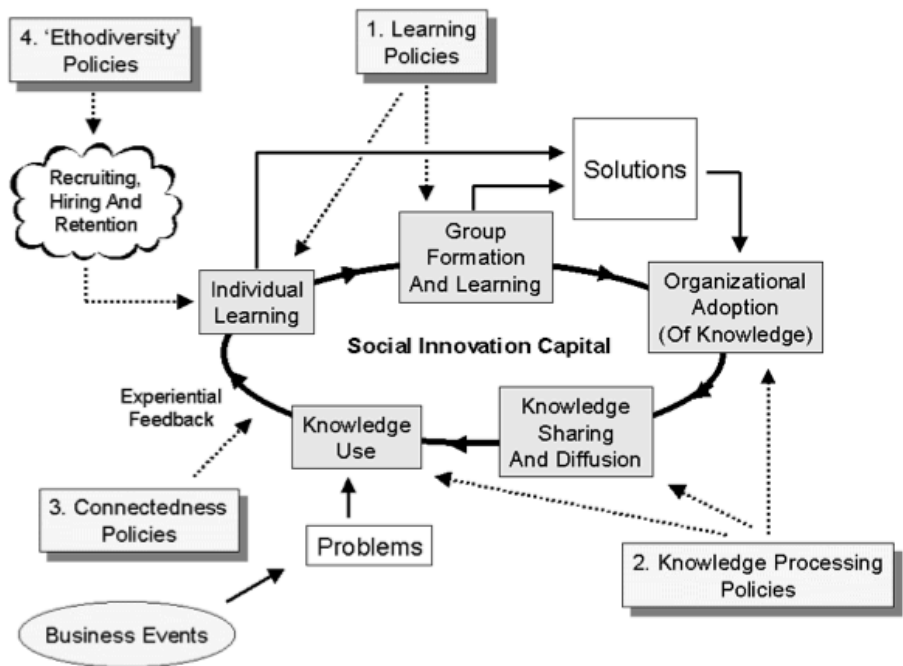 4. 'Ethodiversity'
Policies
1. Learning
Policies
Recruiting,
Hiring And
Retention
Solutions
Group
Formation
And Learning
Individual
Learning
Organizational
Adoption
(Of Knowledge)
Social Innovation Capital
Experiential
Feedback
Knowledge
Use
Knowledge
Sharing
And Diffusion
3. Connectedness
Policies
Problems
2. Knowledge Processing
Policies
Business Events